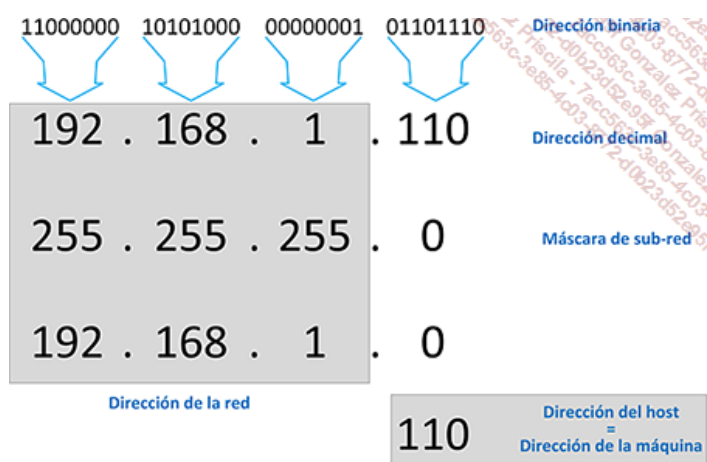 11000000 10101000 00000001 01101110 Dirección binaria
192 . 168 . 1 . 110 Dirección decimal
255 . 255 . 255 . 0 Máscara de sub-red
192 . 168 . 1 . 0
Dirección de la red
110 Dirección del host
=
Dirección de la máquina